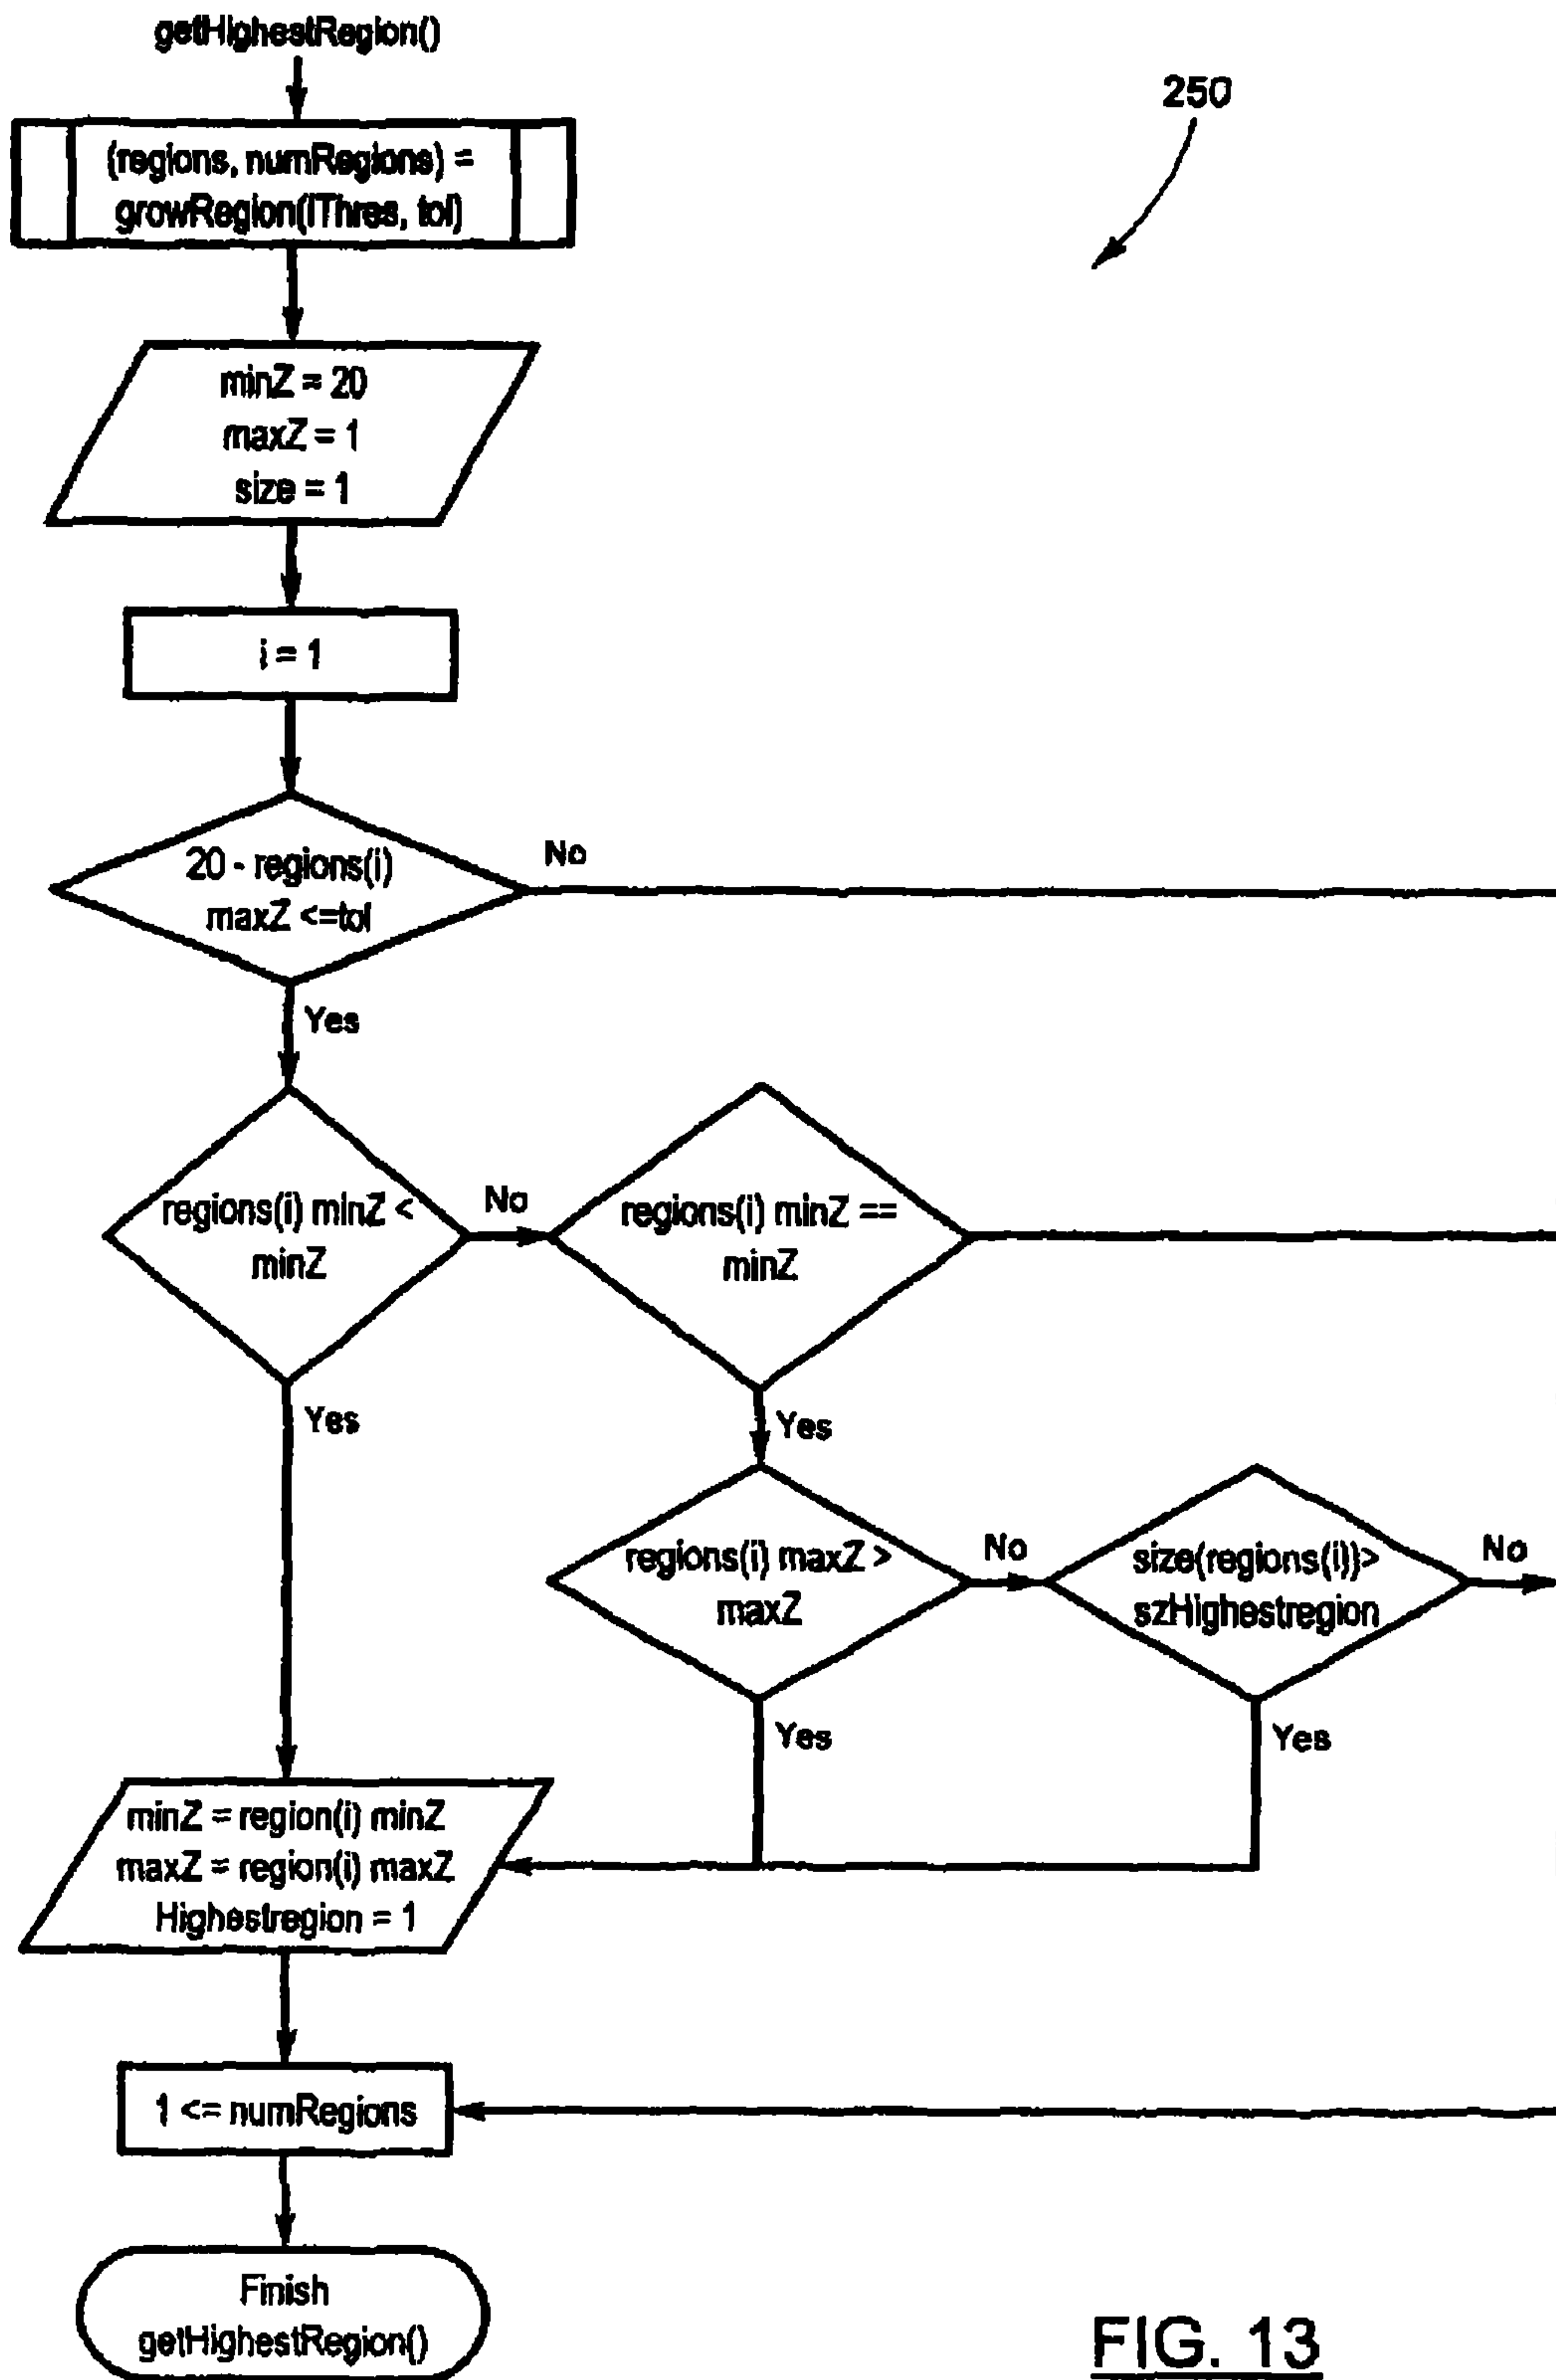 getHighestRegion()
250
(regions, numRegions) =
growRegion(IThres, tol)
minZ = 20
maxZ = 1
size = 1
i = 1
20 - regions(i)
maxZ <=tol
No
Yes
regions(i) minZ <
minZ
No
regions(i) minZ ==
minZ
Yes
Yes
regions(i) maxZ >
maxZ
No
size(regions(i))>
szHighestregion
No
Yes
Yes
minZ = region(i) minZ
maxZ = region(i) maxZ
Highestregion = 1
1 <= numRegions
Finish
getHighestRegion()
FIG. 13